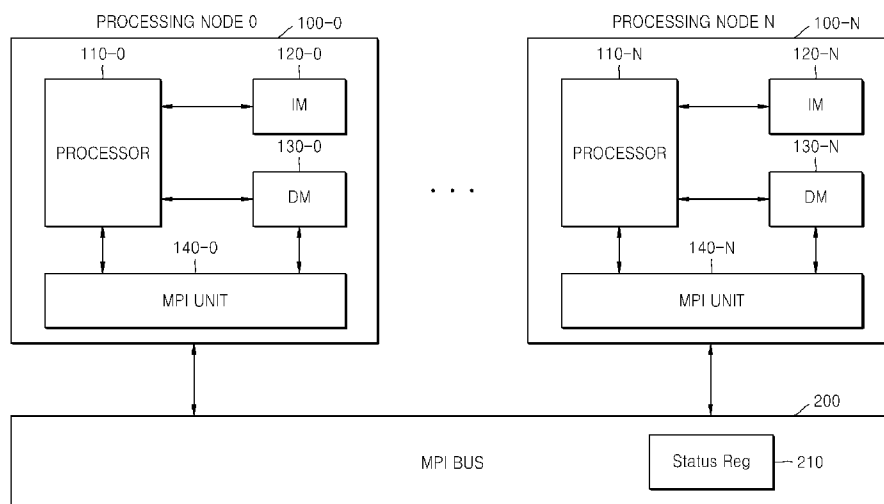 PROCESSING NODE 0
100-0
110-0
120-0
PROCESSOR
IM
130-0
DM
140-0
MPI UNIT
. . .
PROCESSING NODE N
100-N
110-N
120-N
PROCESSOR
IM
130-N
DM
140-N
MPI UNIT
200
MPI BUS
Status Reg
210